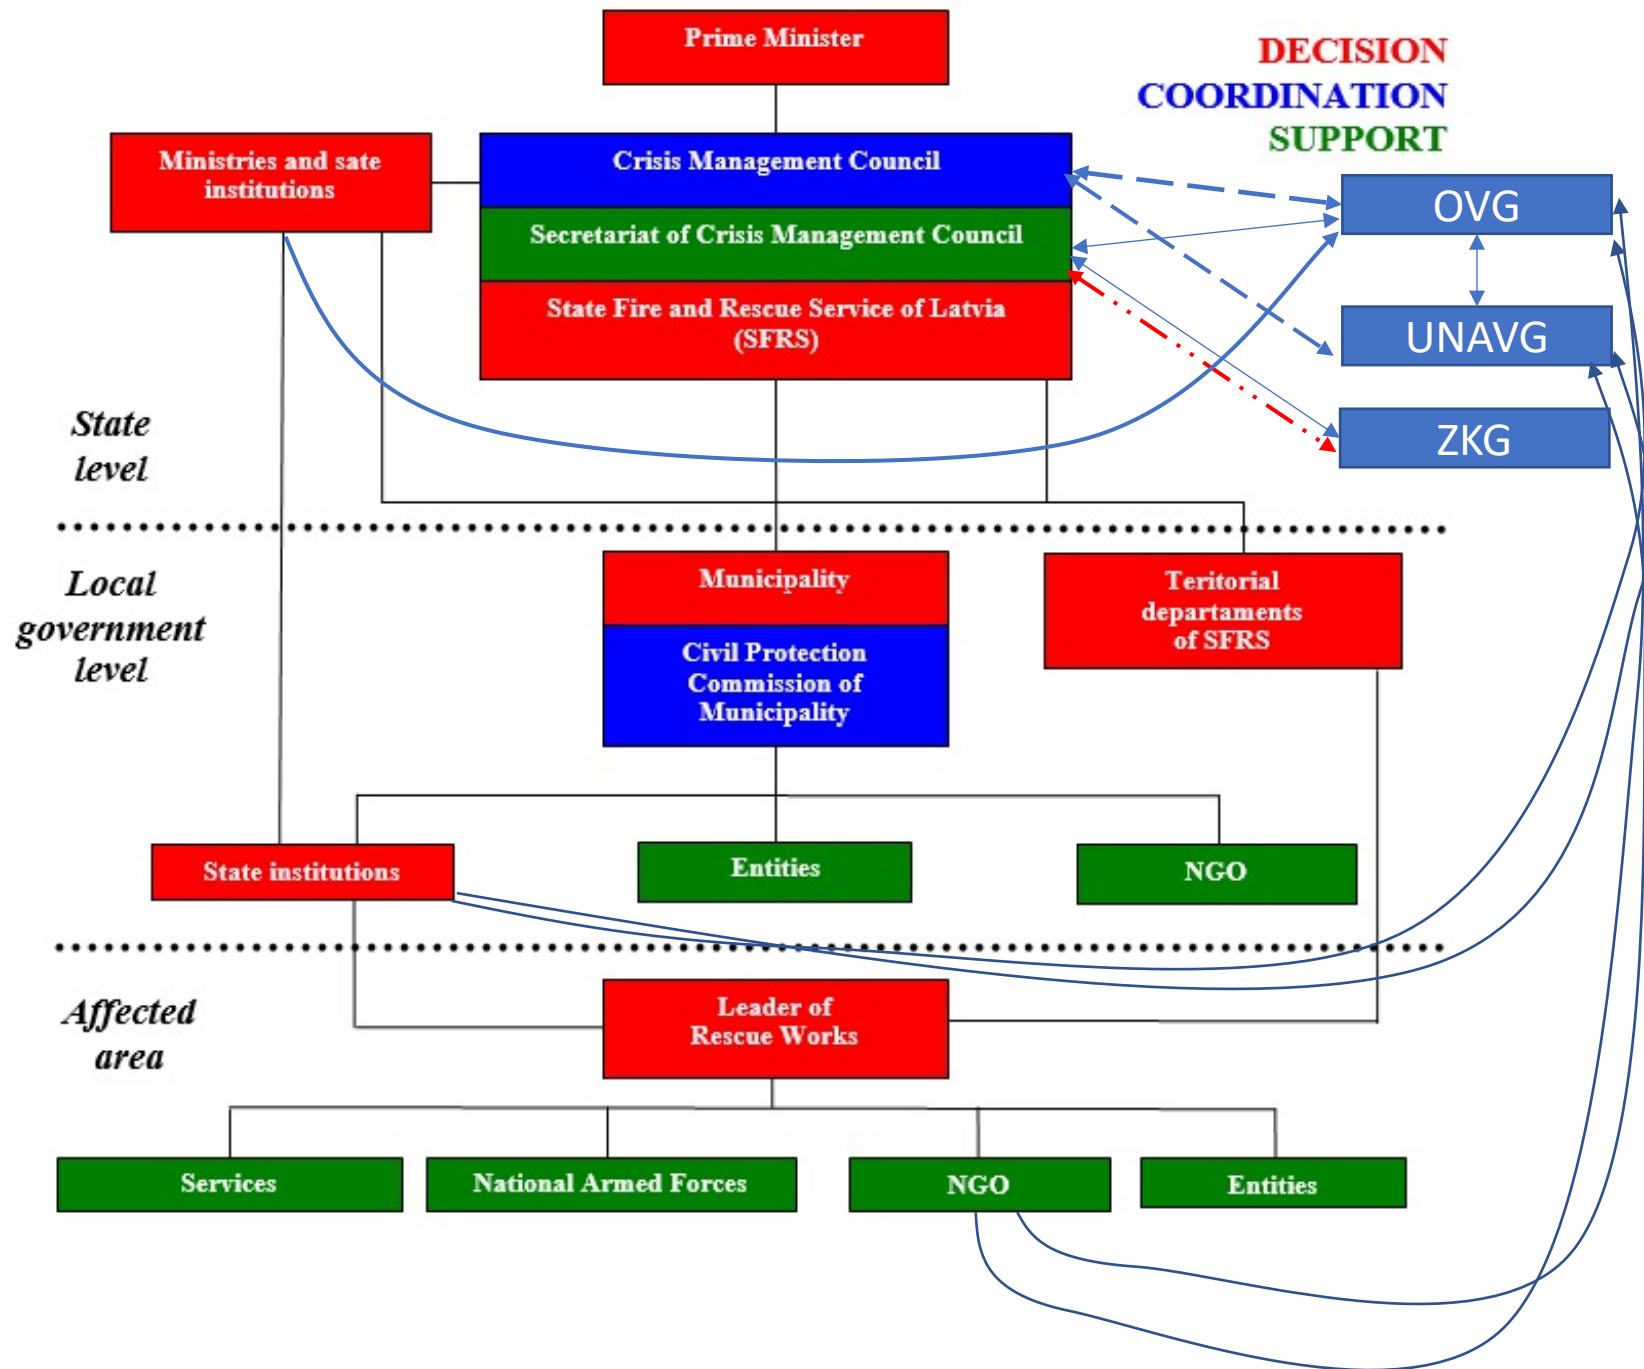 Prime Minister
DECISION
COORDINATION
SUPPORT
Ministries and sate
institutions
Crisis Management Council
Secretariat of Crisis Management Council
State Fire and Rescue Service of Latvia
(SFRS)
OVG
UNAVG
ZKG
State
level
Local
government
level
Municipality
Civil Protection
Commission of
Municipality
Teritorial
departaments
of SFRS
State institutions
Entities
NGO
Affected
area
Leader of
Rescue Works
Services
National Armed Forces
NGO
Entities